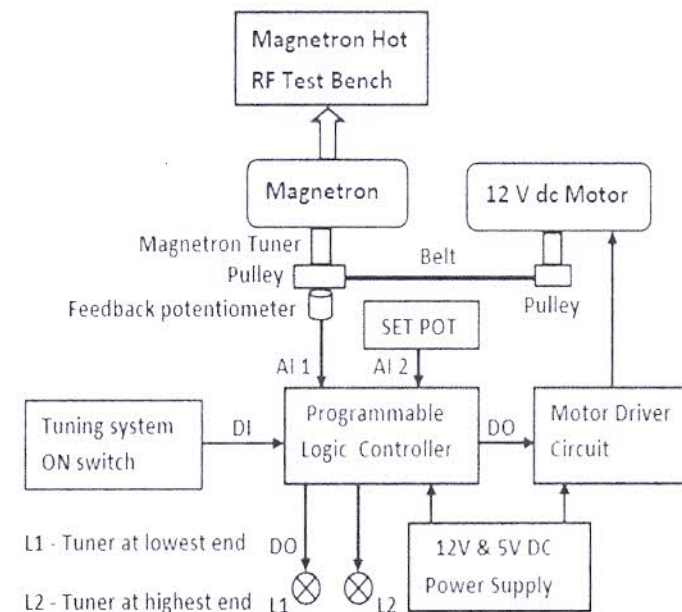 Magnetron Hot
RF Test Bench
Magnetron
12 V dc Motor
Magnetron Tuner
Pulley
Belt
Pulley
Feedback potentiometer
SET POT
AI 1
AI 2
Tuning system
ON switch
DI
Programmable
Logic Controller
DO
Motor Driver
Circuit
L1 - Tuner at lowest end
DO
12V & 5V DC
Power Supply
L2 - Tuner at highest end
L1
L2